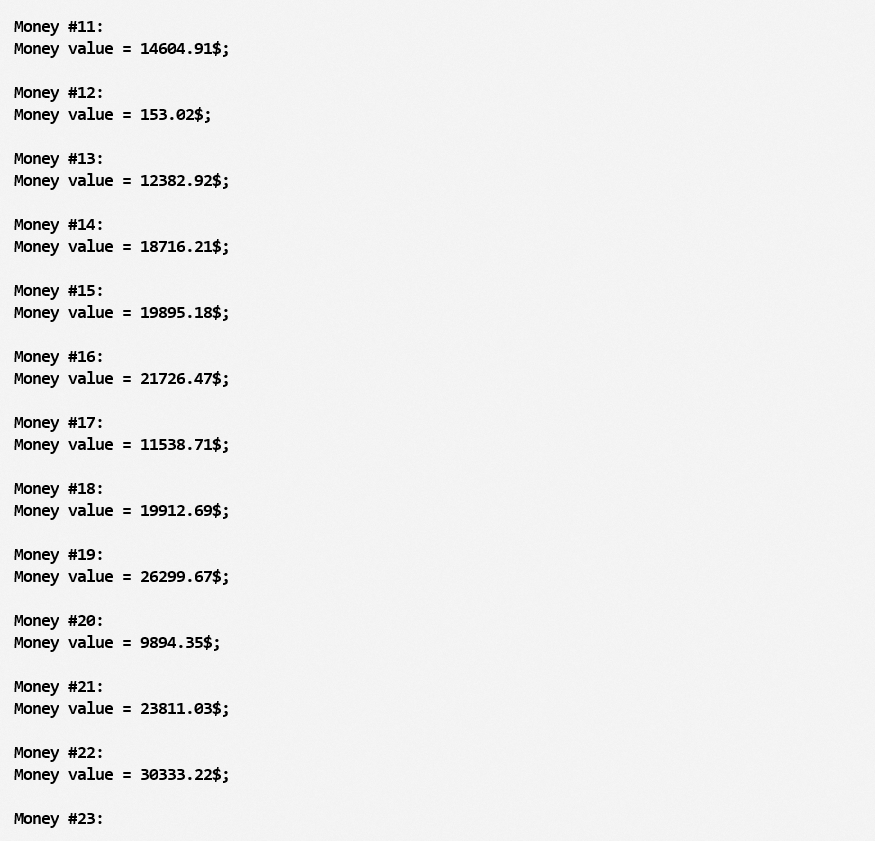 Money #11:
Money value = 14604.91$;
Money #12:
Money value = 153.02$;
Money #13:
Money value = 12382.92$;
Money #14:
Money value = 18716.21$;
Money #15:
Money value = 19895.18$;
Money #16:
Money value = 21726.47$;
Money #17:
Money value = 11538.71$;
Money #18:
Money value = 19912.69$;
Money #19:
Money value = 26299.67$;
Money #20:
Money value = 9894.35$;
Money #21:
Money value = 23811.03$;
Money #22:
Money value = 30333.22$;
Money #23: